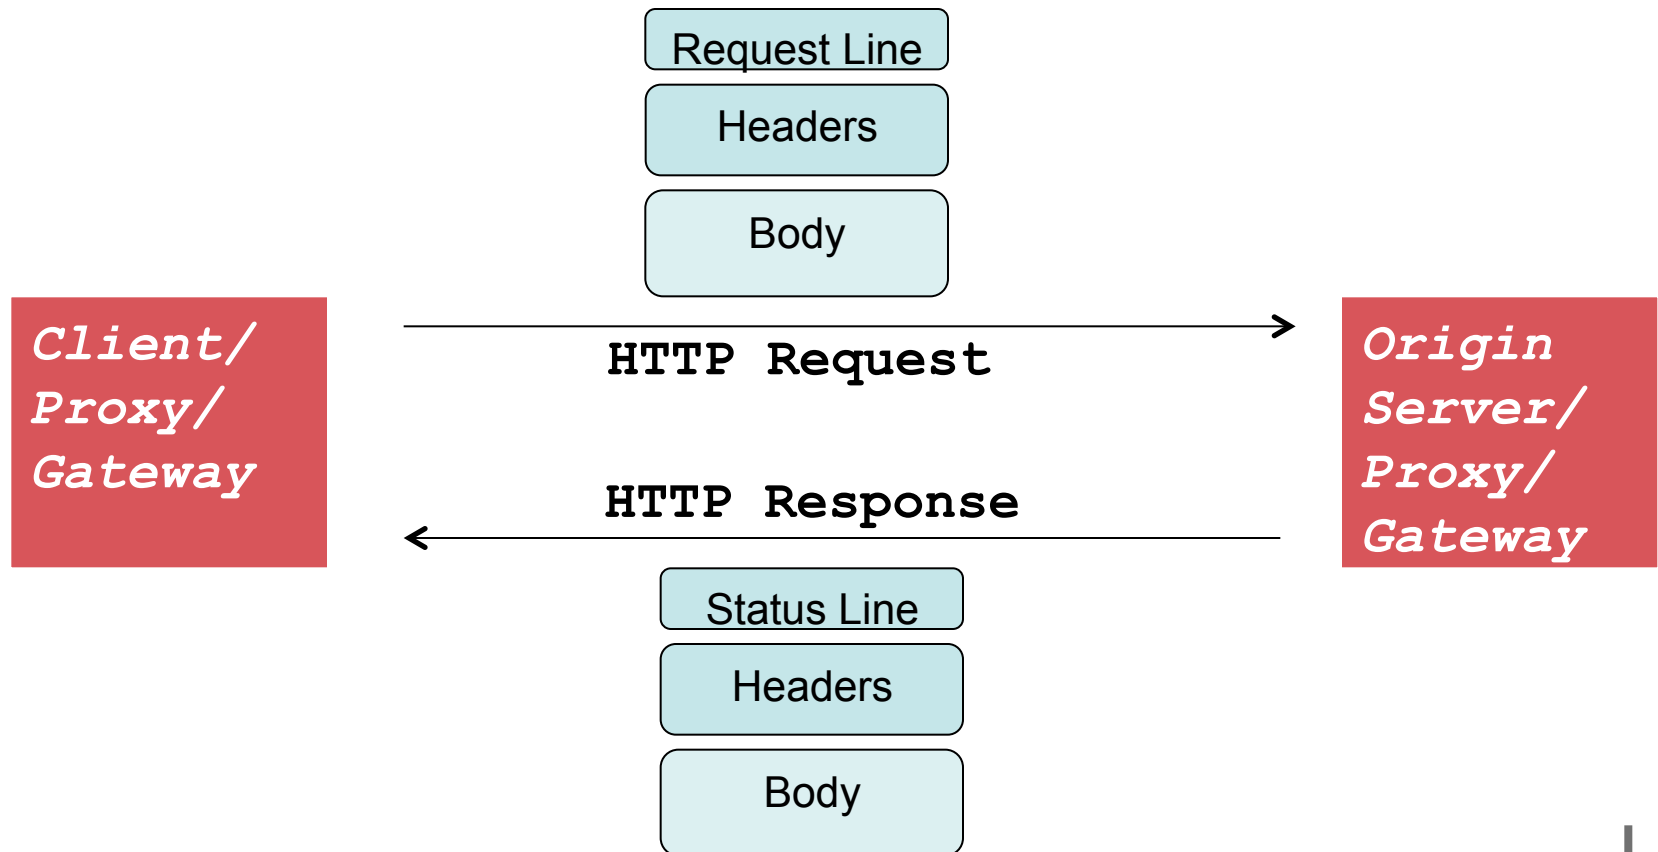 Request Line
Headers
Body
Client/
Proxy/
Gateway
HTTP Request
HTTP Response
Origin
Server/
Proxy/
Gateway
Status Line
Headers
Body